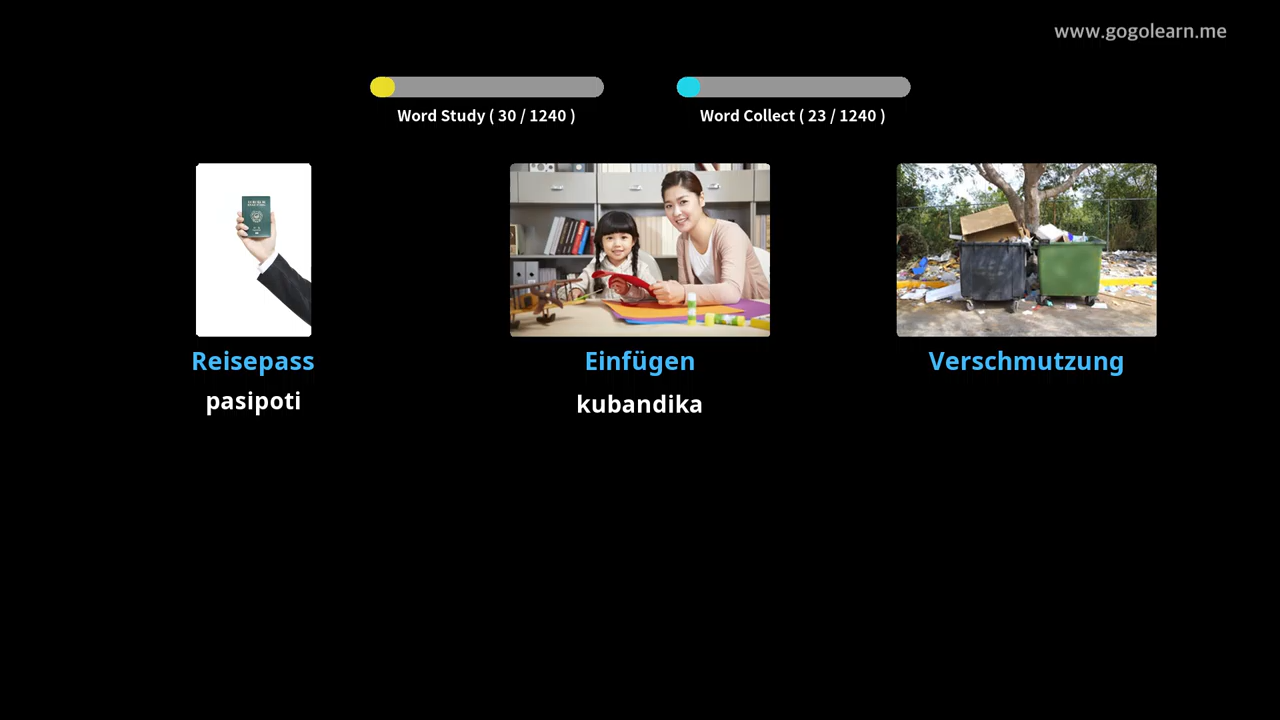 www.gogolearn.me
Word Study ( 30 / 1240 )
Word Collect ( 23 / 1240 )
Reisepass
pasipoti
Einfügen
kubandika
Verschmutzung